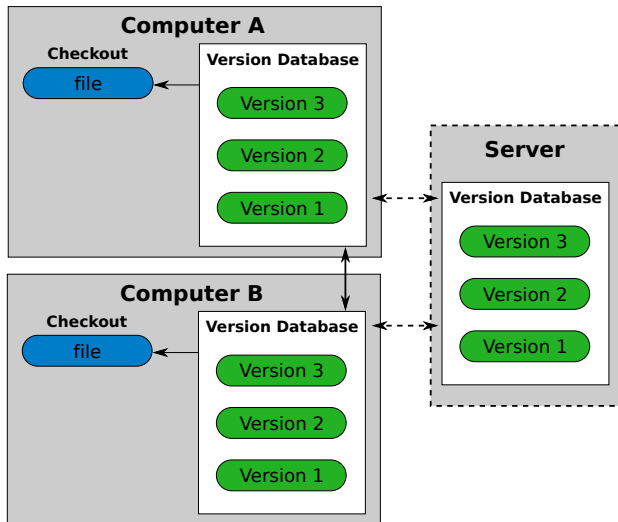 Computer A
Checkout
file
Version Database
Version 3
Version 2
Version 1
Computer B
Checkout
file
Version Database
Version 3
Version 2
Version 1
Server
Version Database
Version 3
Version 2
Version 1